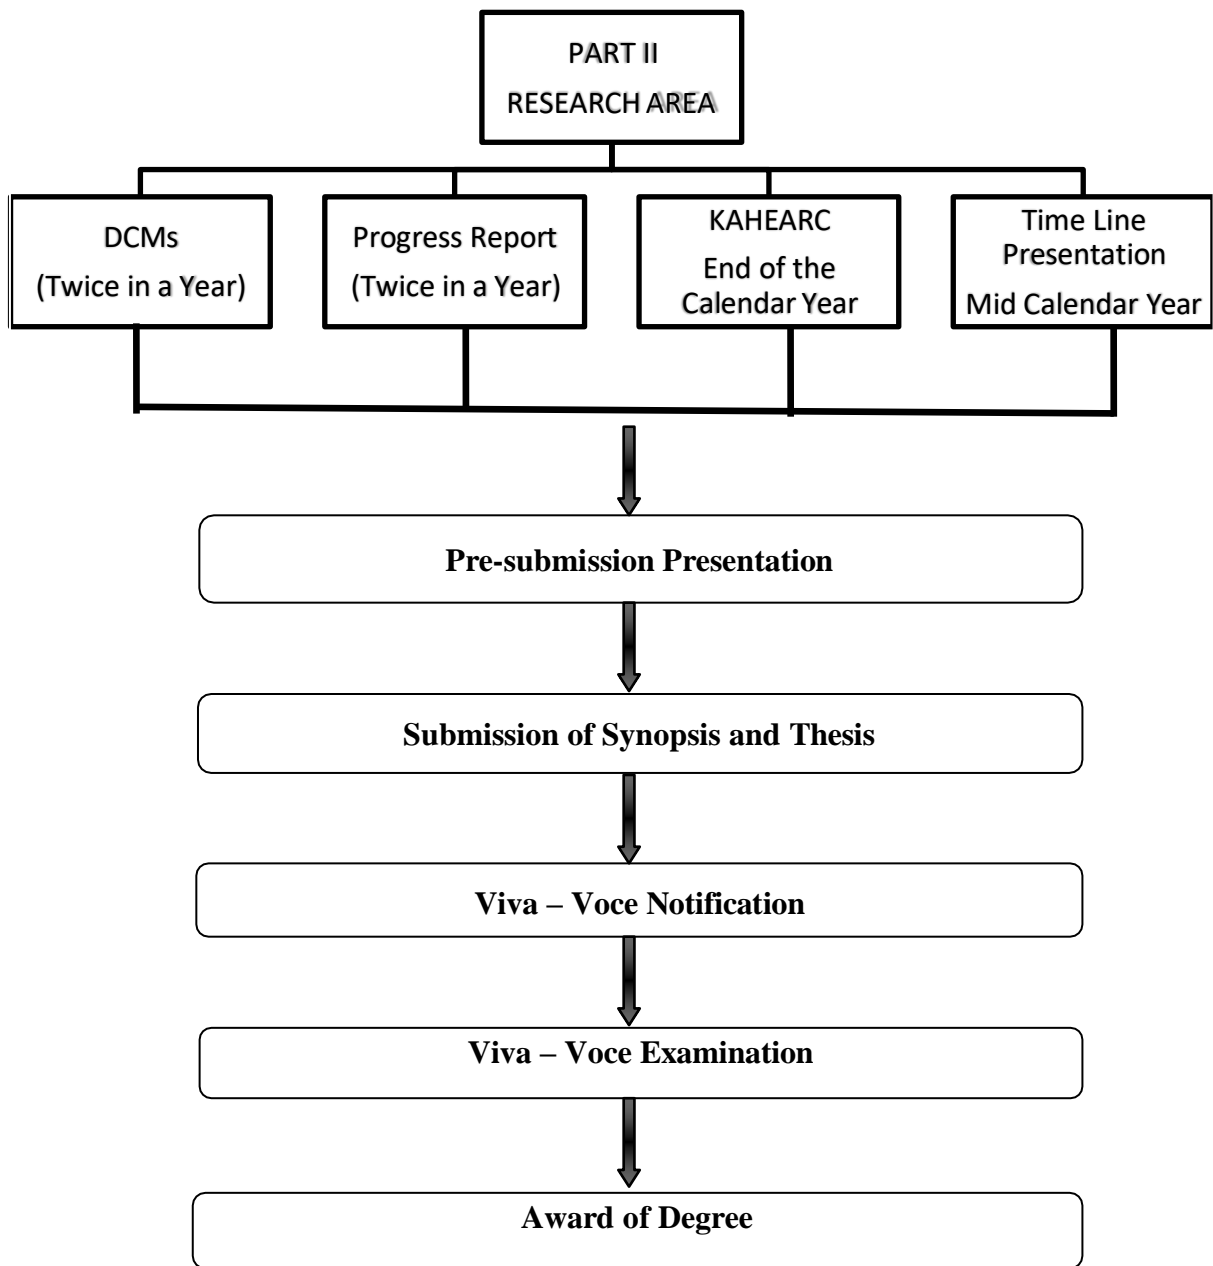 PART II
RESEARCH AREA
DCMs
(Twice in a Year)
Progress Report
(Twice in a Year)
KAHEARC
End of the
Calendar Year
Time Line
Presentation
Mid Calendar Year
Pre-submission Presentation
Submission of Synopsis and Thesis
Viva – Voce Notification
Viva – Voce Examination
Award of Degree